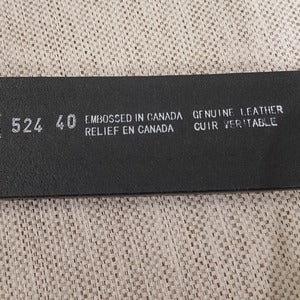 524 40 EMBOSSED IN CANADA GENUINE LEATHER
RELIEF EN CANADA CUIR VERITABLE